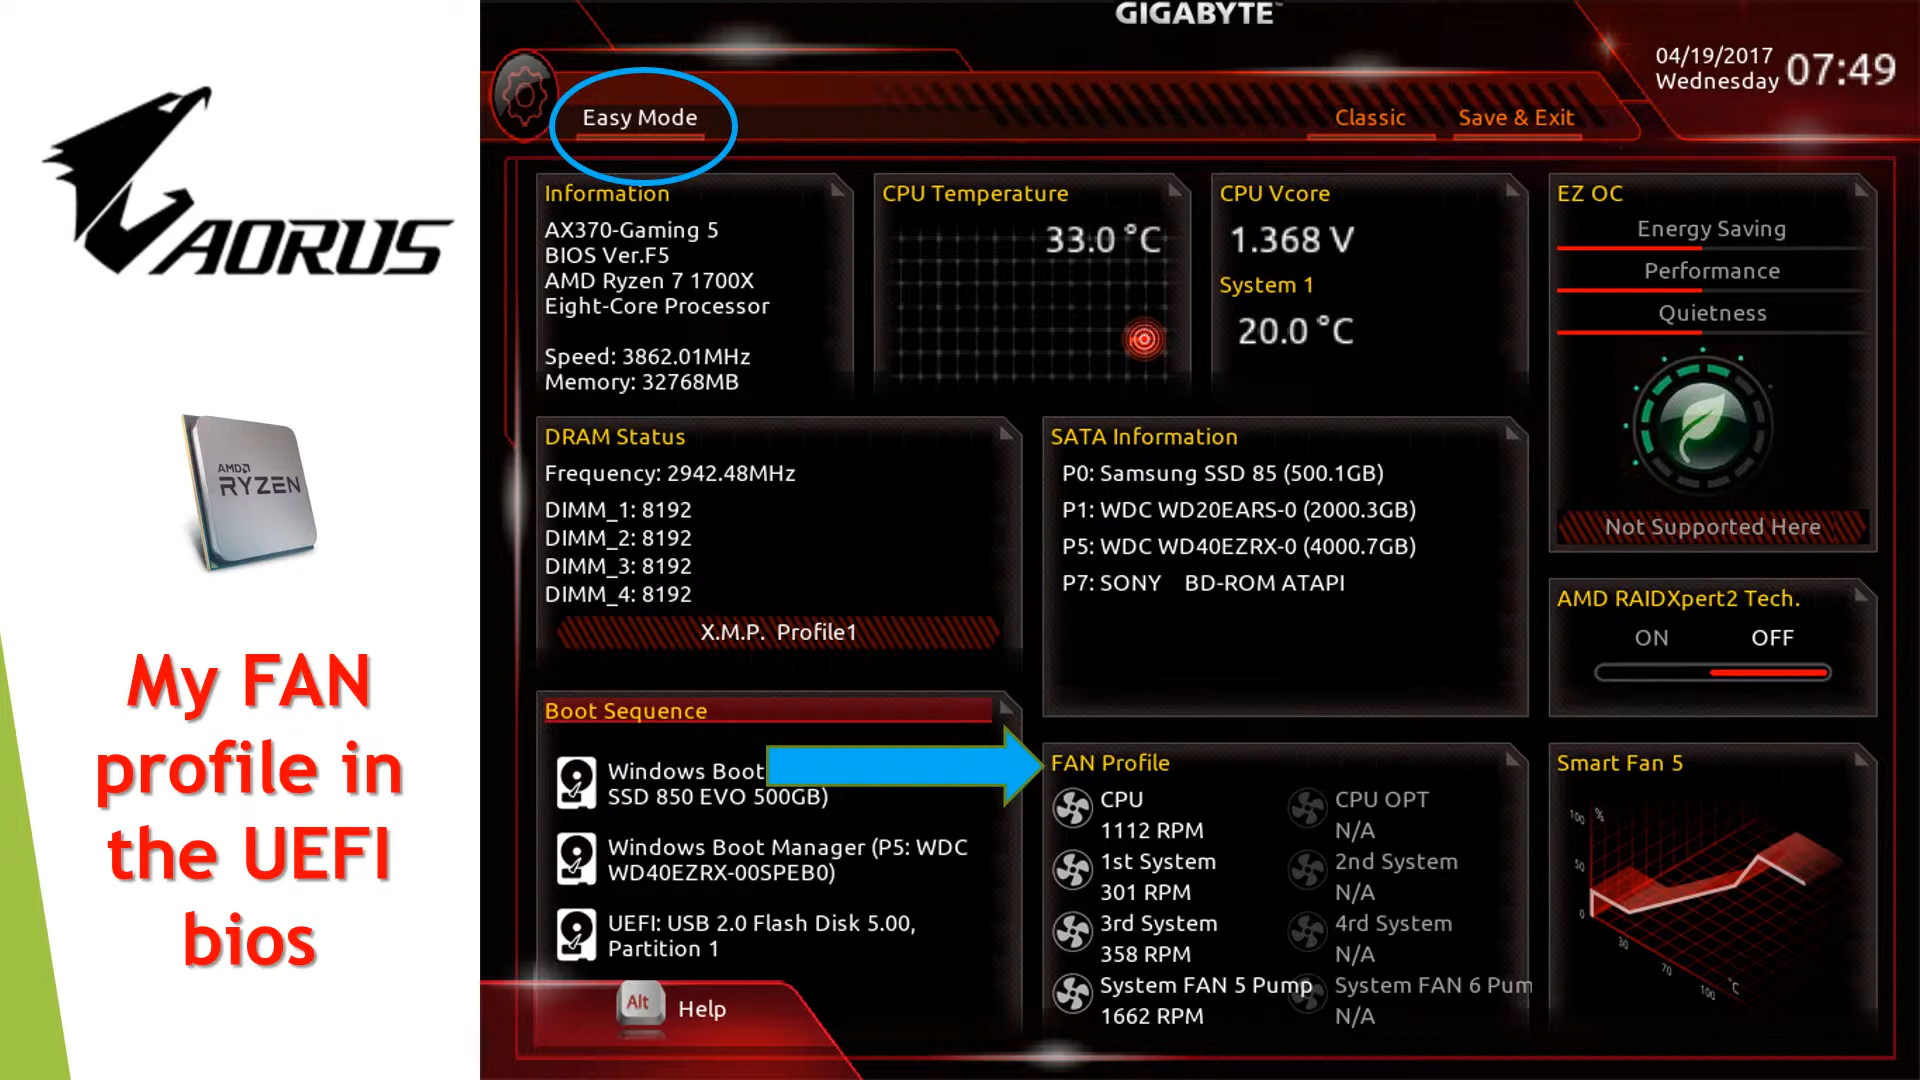 AORUS
AMD
RYZEN
My FAN
profile in
the UEFI
bios
GIGABYTE™
04/19/2017
Wednesday
07:49
Easy Mode
Classic
Save & Exit
Information
AX370-Gaming 5
BIOS Ver.F5
AMD Ryzen 7 1700X
Eight-Core Processor
Speed: 3862.01MHz
Memory: 32768MB
CPU Temperature
33.0 °C
CPU Vcore
1.368 V
System 1
20.0 °C
EZ OC
Energy Saving
Performance
Quietness
Not Supported Here
DRAM Status
Frequency: 2942.48MHz
DIMM_1: 8192
DIMM_2: 8192
DIMM_3: 8192
DIMM_4: 8192
X.M.P. Profile1
SATA Information
P0: Samsung SSD 85 (500.1GB)
P1: WDC WD20EARS-0 (2000.3GB)
P5: WDC WD40EZRX-0 (4000.7GB)
P7: SONY BD-ROM ATAPI
AMD RAIDXpert2 Tech.
ON OFF
Boot Sequence
Windows Boot
SSD 850 EVO 500GB)
Windows Boot Manager (P5: WDC
WD40EZRX-00SPEB0)
UEFI: USB 2.0 Flash Disk 5.00,
Partition 1
Alt
Help
FAN Profile
CPU
1112 RPM
CPU OPT
N/A
1st System
301 RPM
2nd System
N/A
3rd System
358 RPM
4rd System
N/A
System FAN 5 Pump
1662 RPM
System FAN 6 Pum
N/A
Smart Fan 5
100 %
50
0
30
70
100 °C